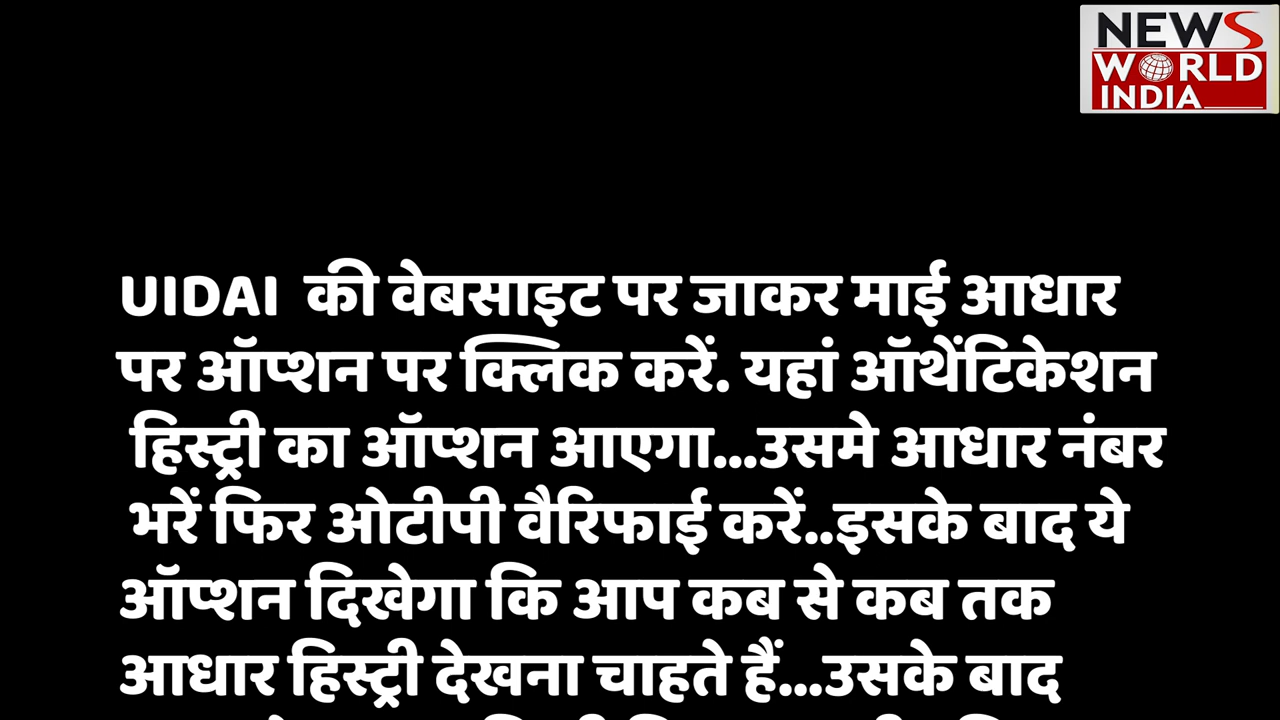 NEWS
WORLD
INDIA
UIDAI की वेबसाइट पर जाकर माई आधार
पर ऑप्शन पर क्लिक करें. यहां ऑथेंटिकेशन
हिस्ट्री का ऑप्शन आएगा...उसमे आधार नंबर
भरें फिर ओटीपी वैरिफाई करें..इसके बाद ये
ऑप्शन दिखेगा कि आप कब से कब तक
आधार हिस्ट्री देखना चाहते हैं...उसके बाद